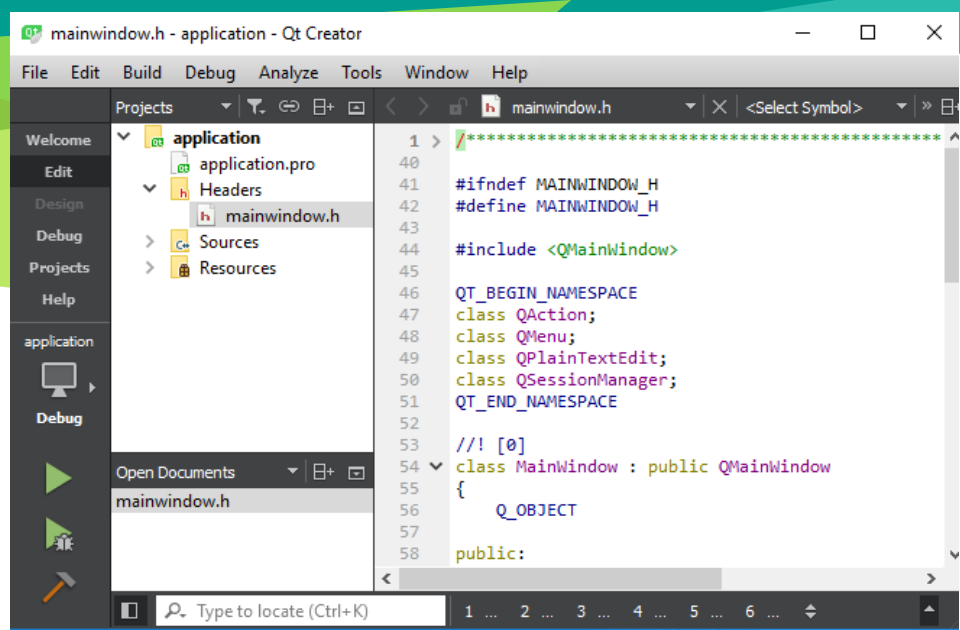 mainwindow.h - application - Qt Creator
File Edit Build Debug Analyze Tools Window Help
Projects
mainwindow.h
<Select Symbol>
Welcome
Edit
Design
Debug
Projects
Help
application
Debug
application
application.pro
Headers
mainwindow.h
Sources
Resources
Open Documents
mainwindow.h
1 /***********************************************
40
41 #ifndef MAINWINDOW_H
42 #define MAINWINDOW_H
43
44 #include <QMainWindow>
45
46 QT_BEGIN_NAMESPACE
47 class QAction;
48 class QMenu;
49 class QPlainTextEdit;
50 class QSessionManager;
51 QT_END_NAMESPACE
52
53 //! [0]
54 class MainWindow : public QMainWindow
55 {
56     Q_OBJECT
57
58 public:
Type to locate (Ctrl+K)
1 ... 2 ... 3 ... 4 ... 5 ... 6 ...